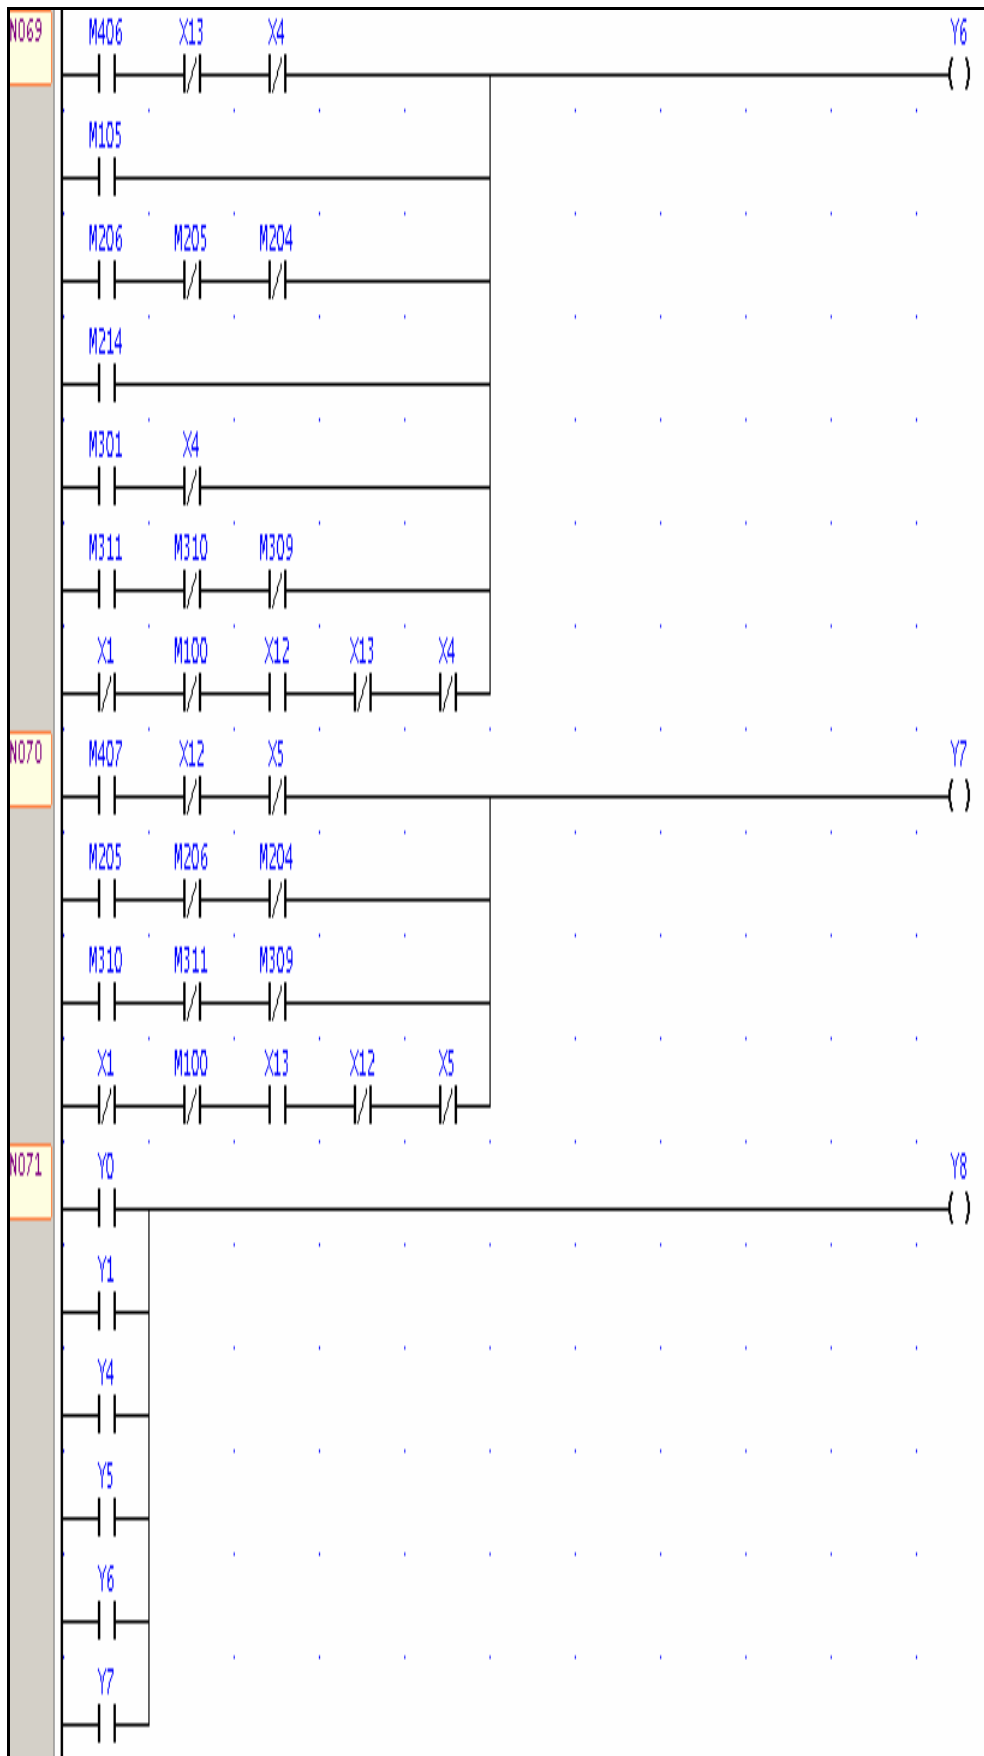 N069 M406 X13 X4 Y6
M105
M206 M205 M204
M214
M301 X4
M311 M310 M309
X1 M100 X12 X13 X4
N070 M407 X12 X5 Y7
M205 M206 M204
M310 M311 M309
X1 M100 X13 X12 X5
N071 Y0 Y8
Y1
Y4
Y5
Y6
Y7